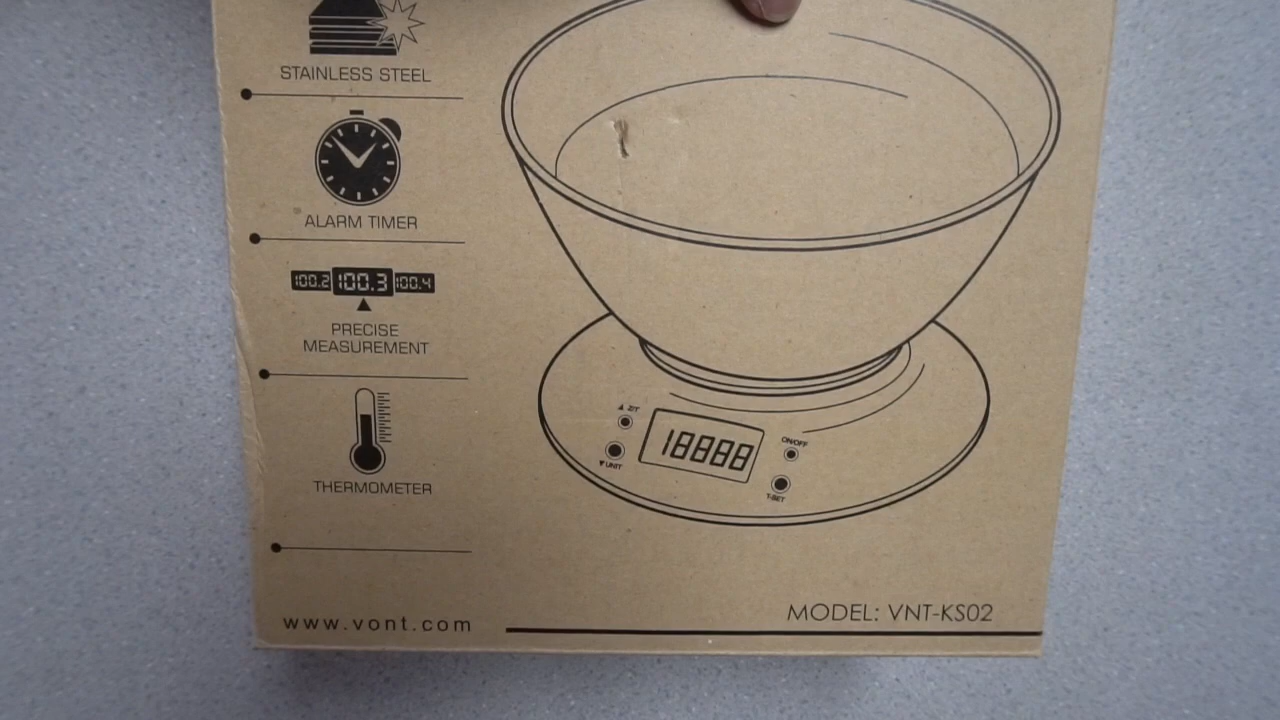 STAINLESS STEEL
ALARM TIMER
100.2 100.3 100.4
PRECISE
MEASUREMENT
THERMOMETER
▲ Z/T
▼ UNIT
18888
ON/OFF
T-SET
www.vont.com
MODEL: VNT-KS02